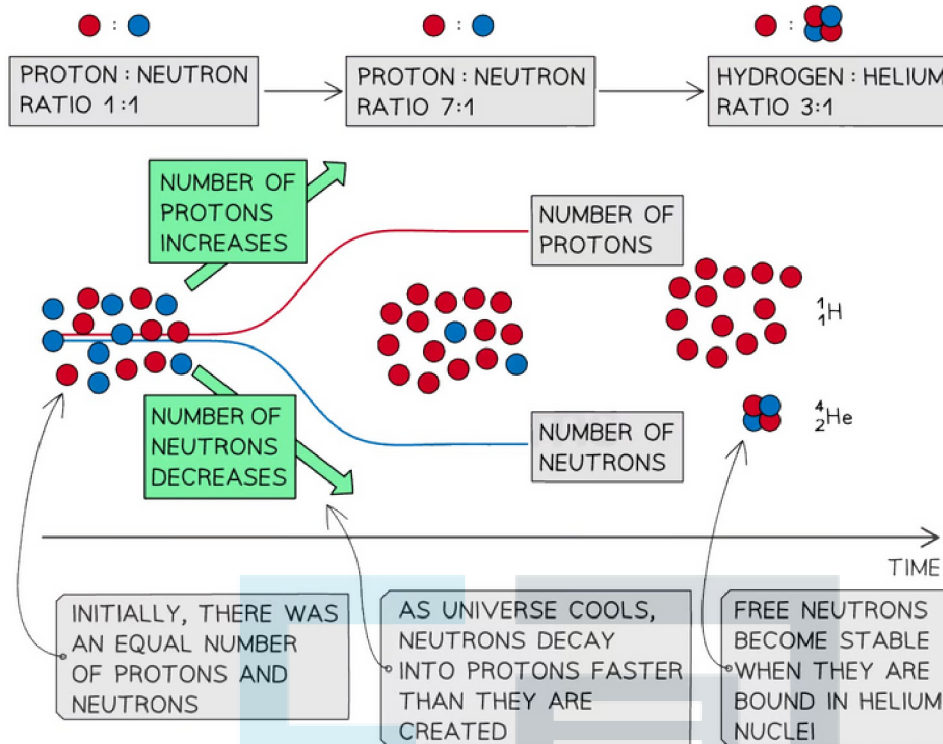 :
:
:
PROTON : NEUTRON
RATIO 1:1
PROTON : NEUTRON
RATIO 7:1
HYDROGEN : HELIUM
RATIO 3:1
NUMBER OF
PROTONS
INCREASES
NUMBER OF
PROTONS
1
1H
NUMBER OF
NEUTRONS
DECREASES
NUMBER OF
NEUTRONS
4
2He
TIME
INITIALLY, THERE WAS
AN EQUAL NUMBER
OF PROTONS AND
NEUTRONS
AS UNIVERSE COOLS,
NEUTRONS DECAY
INTO PROTONS FASTER
THAN THEY ARE
CREATED
FREE NEUTRONS
BECOME STABLE
WHEN THEY ARE
BOUND IN HELIUM
NUCLEI